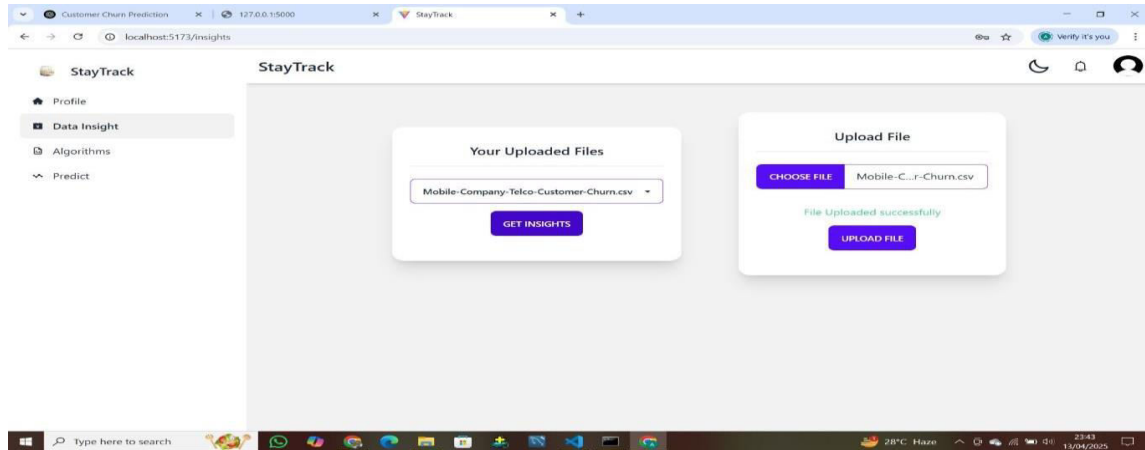 Customer Churn Prediction
127.0.0.1:5000
StayTrack
localhost:5173/insights
Verify it's you
StayTrack
StayTrack
Profile
Data Insight
Algorithms
Predict
Your Uploaded Files
Mobile-Company-Telco-Customer-Churn.csv
GET INSIGHTS
Upload File
CHOOSE FILE Mobile-C...r-Churn.csv
File Uploaded successfully
UPLOAD FILE
Type here to search
28°C Haze
23:43
13/04/2025